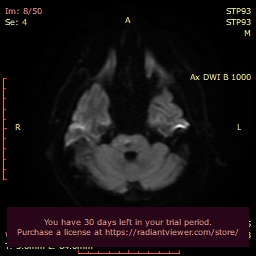 Im: 8/50
Se: 4
A
STP93
STP93
M
Ax DWI B 1000
R
L
You have 30 days left in your trial period.
Purchase a license at https://radiantviewer.com/store/